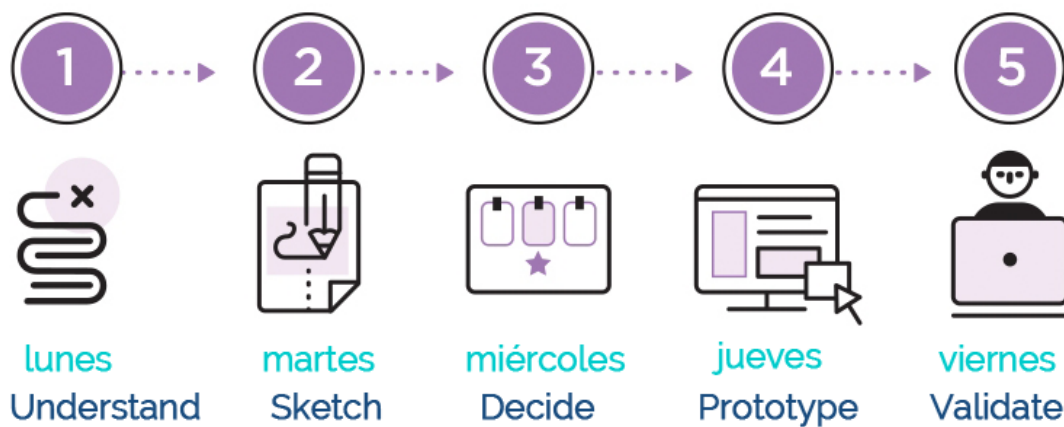 1 2 3 4 5
lunes martes miércoles jueves viernes
Understand Sketch Decide Prototype Validate